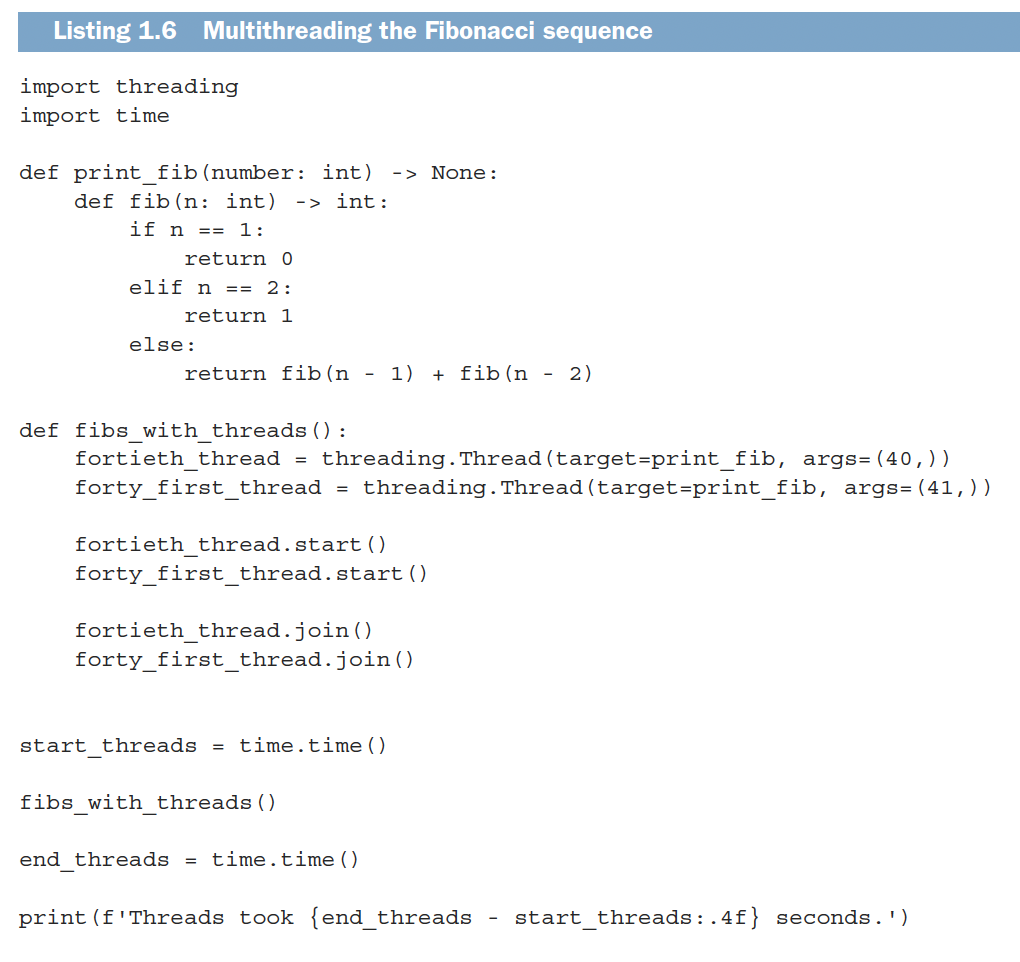 Listing 1.6 Multithreading the Fibonacci sequence
import threading
import time
def print_fib(number: int) -> None:
    def fib(n: int) -> int:
        if n == 1:
            return 0
        elif n == 2:
            return 1
        else:
            return fib(n - 1) + fib(n - 2)
def fibs_with_threads():
    fortieth_thread = threading.Thread(target=print_fib, args=(40,))
    forty_first_thread = threading.Thread(target=print_fib, args=(41,))
    fortieth_thread.start()
    forty_first_thread.start()
    fortieth_thread.join()
    forty_first_thread.join()
start_threads = time.time()
fibs_with_threads()
end_threads = time.time()
print(f'Threads took {end_threads - start_threads:.4f} seconds.')